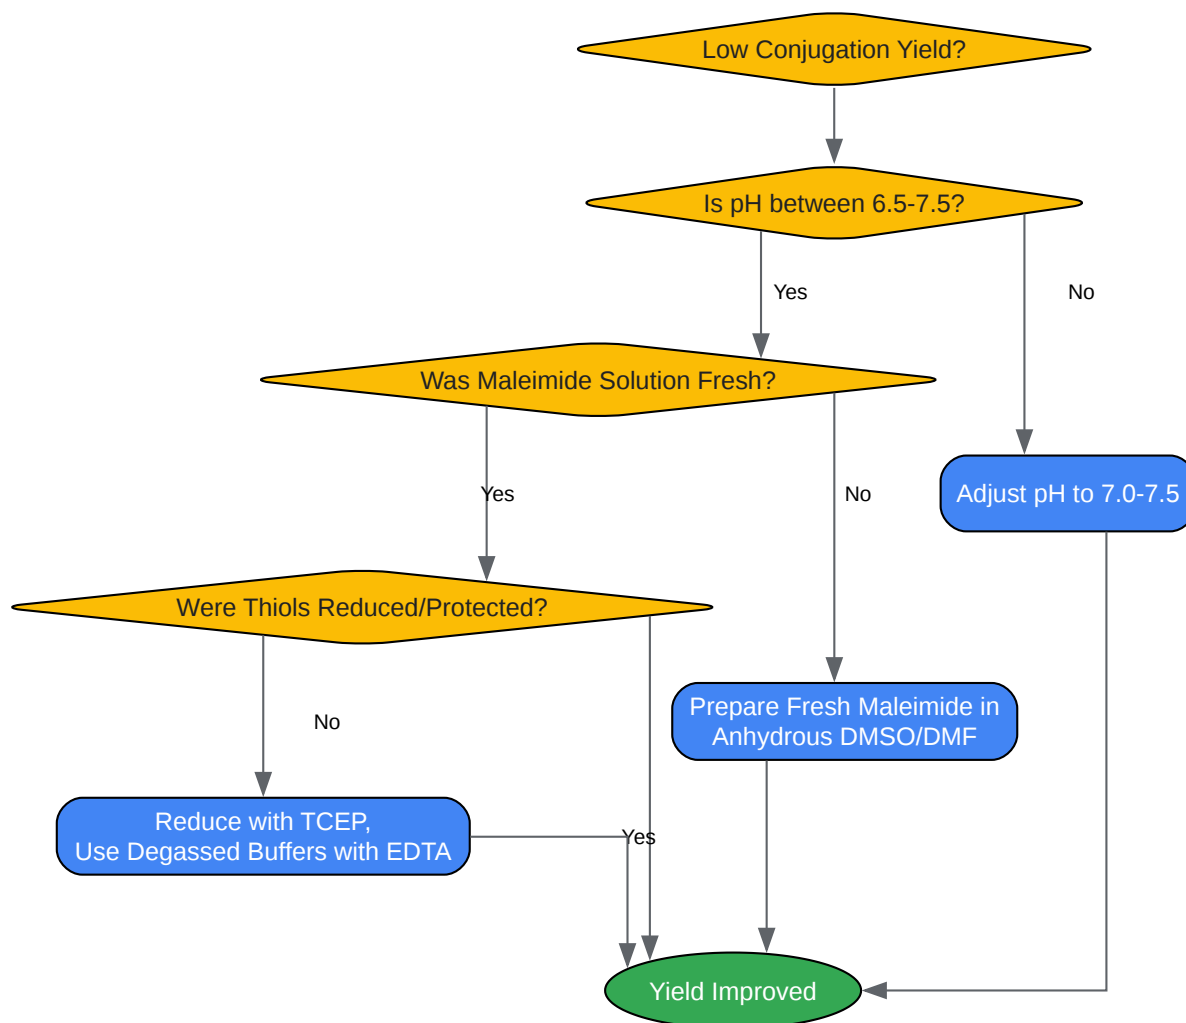 Low Conjugation Yield?
Is pH between 6.5-7.5?
Yes
No
Was Maleimide Solution Fresh?
Yes
No
Adjust pH to 7.0-7.5
Were Thiols Reduced/Protected?
No
Prepare Fresh Maleimide in
Anhydrous DMSO/DMF
Reduce with TCEP,
Use Degassed Buffers with EDTA
Yes
Yield Improved